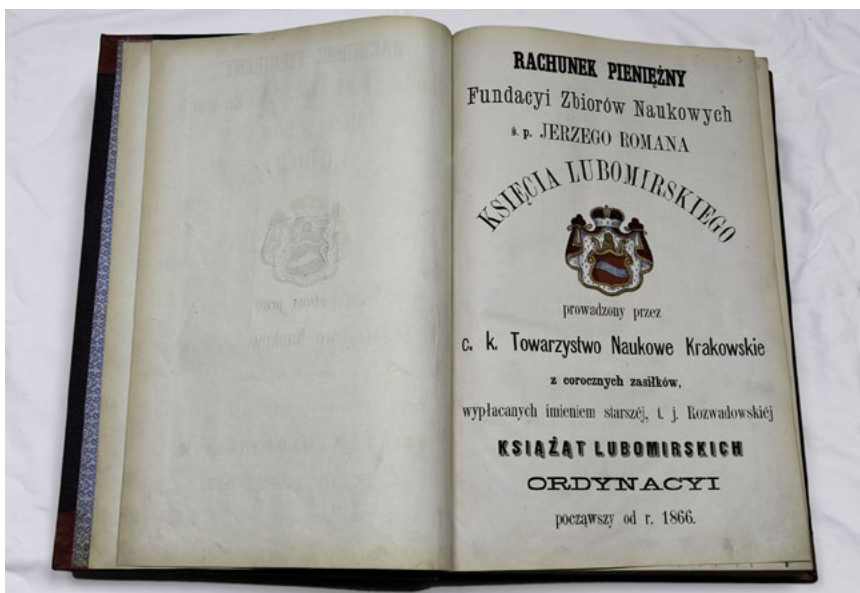 RACHUNEK PIENIĘŻNY
Fundacyi Zbiorów Naukowych
ś. p. JERZEGO ROMANA
KSIĘCIA LUBOMIRSKIEGO
prowadzony przez
c. k. Towarzystwo Naukowe Krakowskie
z corocznych zasiłków,
wypłacanych imieniem starszéj, t. j. Rozwadowskiéj
KSIĄŻĄT LUBOMIRSKICH
ORDYNACYI
począwszy od r. 1866.